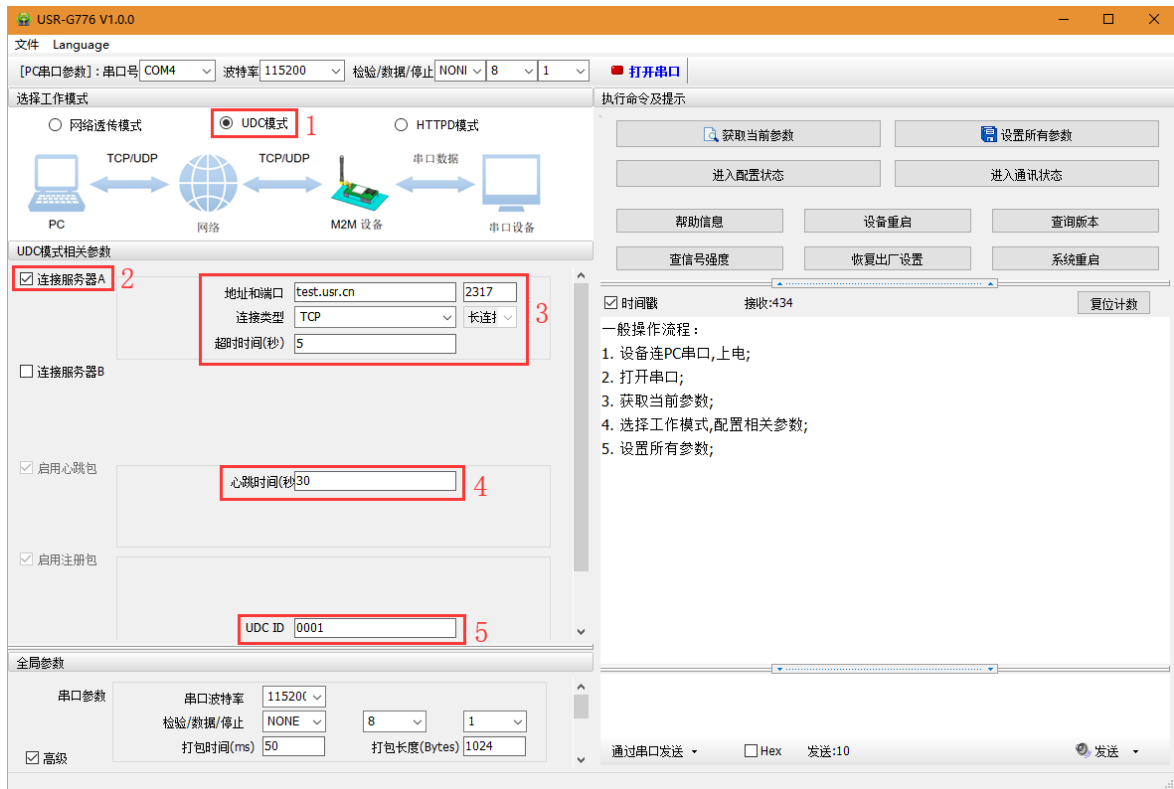 USR-G776 V1.0.0
文件 Language
[PC串口参数]：串口号 COM4 波特率 115200 检验/数据/停止 NONI 8 1 打开串口
选择工作模式
网络透传模式 UDC模式 1 HTTPD模式
TCP/UDP TCP/UDP 串口数据
PC 网络 M2M 设备 串口设备
UDC模式相关参数
连接服务器A 2
地址和端口 test.usr.cn 2317
连接类型 TCP 长连接 3
超时时间(秒) 5
连接服务器B
启用心跳包
心跳时间(秒 30 4
启用注册包
UDC ID 0001 5
全局参数
串口参数 串口波特率 11520(
检验/数据/停止 NONE 8 1
打包时间(ms) 50 打包长度(Bytes) 1024
高级
执行命令及提示
获取当前参数 设置所有参数
进入配置状态 进入通讯状态
帮助信息 设备重启 查询版本
查信号强度 恢复出厂设置 系统重启
时间戳 接收:434 复位计数
一般操作流程：
1. 设备连PC串口,上电;
2. 打开串口;
3. 获取当前参数;
4. 选择工作模式,配置相关参数;
5. 设置所有参数;
通过串口发送 Hex 发送:10 发送